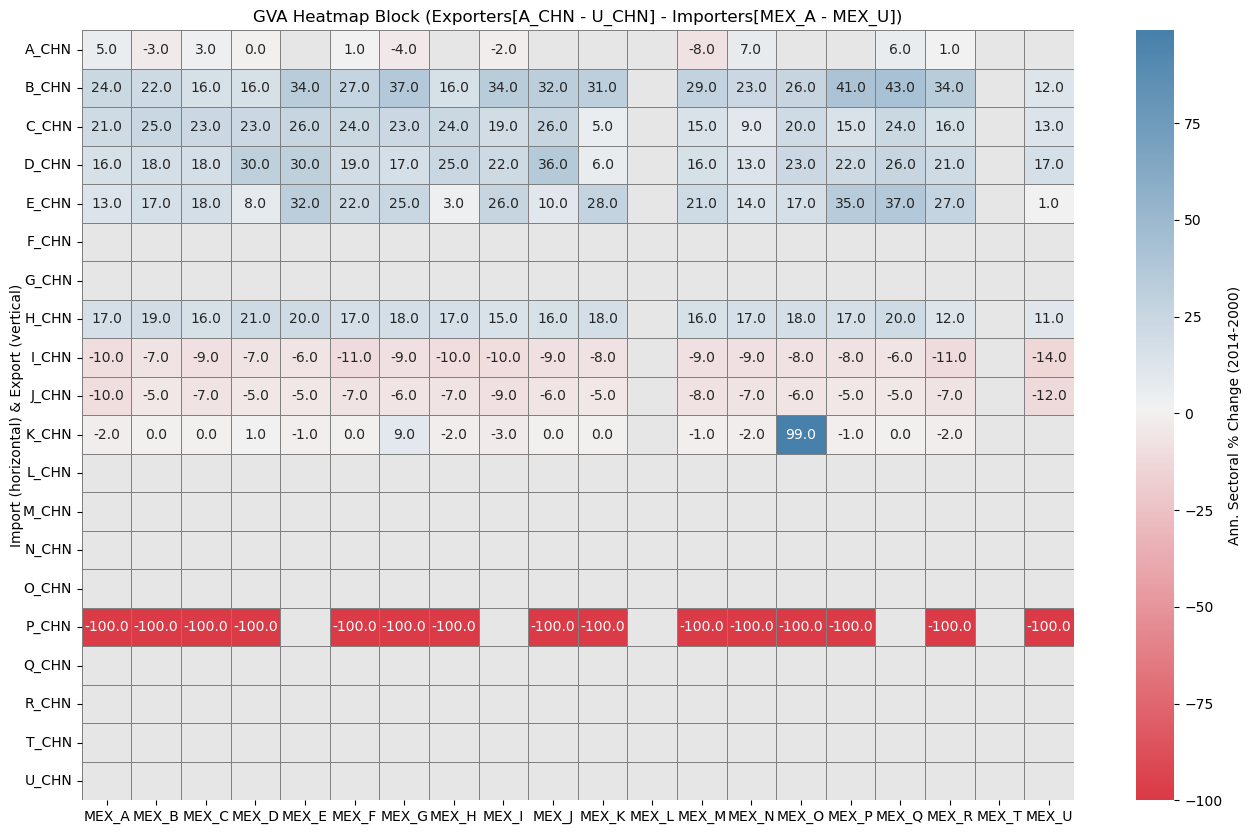 GVA Heatmap Block (Exporters[A_CHN - U_CHN] - Importers[MEX_A - MEX_U])
Import (horizontal) & Export (vertical)
A_CHN 5.0 -3.0 3.0 0.0 1.0 -4.0 -2.0 -8.0 7.0 6.0 1.0
B_CHN 24.0 22.0 16.0 16.0 34.0 27.0 37.0 16.0 34.0 32.0 31.0 29.0 23.0 26.0 41.0 43.0 34.0 12.0
C_CHN 21.0 25.0 23.0 23.0 26.0 24.0 23.0 24.0 19.0 26.0 5.0 15.0 9.0 20.0 15.0 24.0 16.0 13.0
D_CHN 16.0 18.0 18.0 30.0 30.0 19.0 17.0 25.0 22.0 36.0 6.0 16.0 13.0 23.0 22.0 26.0 21.0 17.0
E_CHN 13.0 17.0 18.0 8.0 32.0 22.0 25.0 3.0 26.0 10.0 28.0 21.0 14.0 17.0 35.0 37.0 27.0 1.0
F_CHN
G_CHN
H_CHN 17.0 19.0 16.0 21.0 20.0 17.0 18.0 17.0 15.0 16.0 18.0 16.0 17.0 18.0 17.0 20.0 12.0 11.0
I_CHN -10.0 -7.0 -9.0 -7.0 -6.0 -11.0 -9.0 -10.0 -10.0 -9.0 -8.0 -9.0 -9.0 -8.0 -8.0 -6.0 -11.0 -14.0
J_CHN -10.0 -5.0 -7.0 -5.0 -5.0 -7.0 -6.0 -7.0 -9.0 -6.0 -5.0 -8.0 -7.0 -6.0 -5.0 -5.0 -7.0 -12.0
K_CHN -2.0 0.0 0.0 1.0 -1.0 0.0 9.0 -2.0 -3.0 0.0 0.0 -1.0 -2.0 99.0 -1.0 0.0 -2.0
L_CHN
M_CHN
N_CHN
O_CHN
P_CHN -100.0 -100.0 -100.0 -100.0 -100.0 -100.0 -100.0 -100.0 -100.0 -100.0 -100.0 -100.0 -100.0 -100.0 -100.0
Q_CHN
R_CHN
T_CHN
U_CHN
MEX_A MEX_B MEX_C MEX_D MEX_E MEX_F MEX_G MEX_H MEX_I MEX_J MEX_K MEX_L MEX_M MEX_N MEX_O MEX_P MEX_Q MEX_R MEX_T MEX_U
75
50
25
0
−25
−50
−75
−100
Ann. Sectoral % Change (2014-2000)